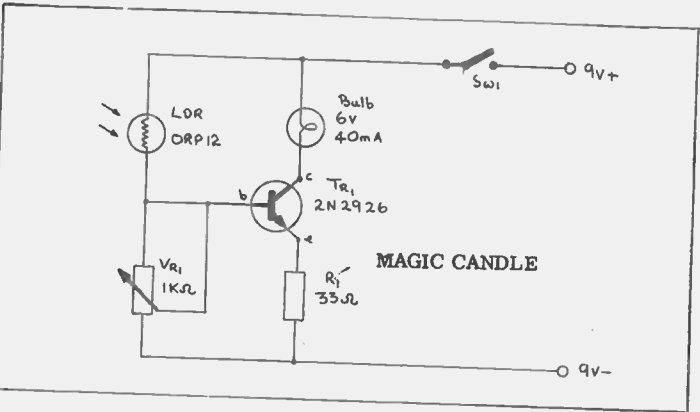 9V+
SW1
LDR
ORP12
Bulb
6V
40mA
c
TR1
2N2926
b
e
MAGIC CANDLE
VR1
1KΩ
R1
33Ω
9V-